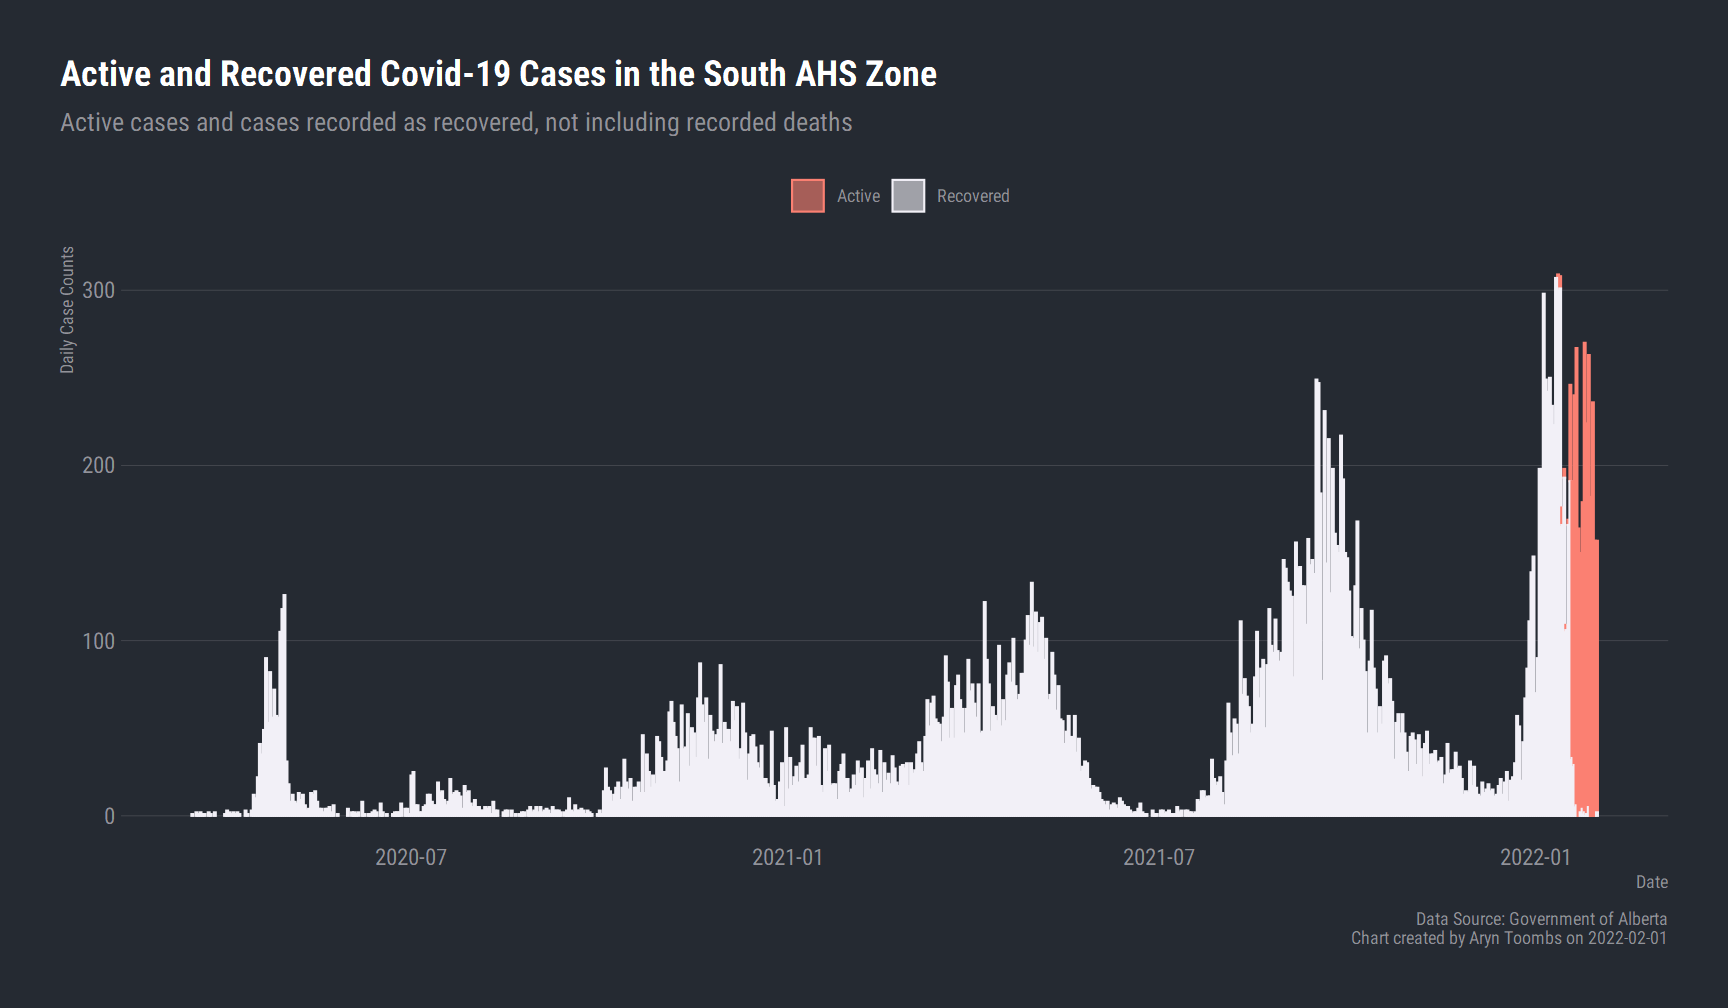 Active and Recovered Covid-19 Cases in the South AHS Zone
Active cases and cases recorded as recovered, not including recorded deaths
Active
Recovered
Daily Case Counts
300
200
100
0
2020-07
2021-01
2021-07
2022-01
Date
Data Source: Government of Alberta
Chart created by Aryn Toombs on 2022-02-01